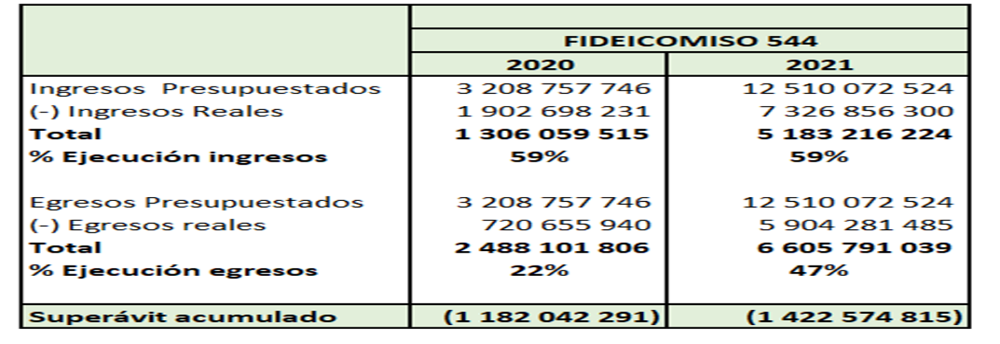 FIDEICOMISO 544
2020 2021
Ingresos Presupuestados 3 208 757 746 12 510 072 524
(-) Ingresos Reales 1 902 698 231 7 326 856 300
Total 1 306 059 515 5 183 216 224
% Ejecución ingresos 59% 59%
Egresos Presupuestados 3 208 757 746 12 510 072 524
(-) Egresos reales 720 655 940 5 904 281 485
Total 2 488 101 806 6 605 791 039
% Ejecución egresos 22% 47%
Superávit acumulado (1 182 042 291) (1 422 574 815)